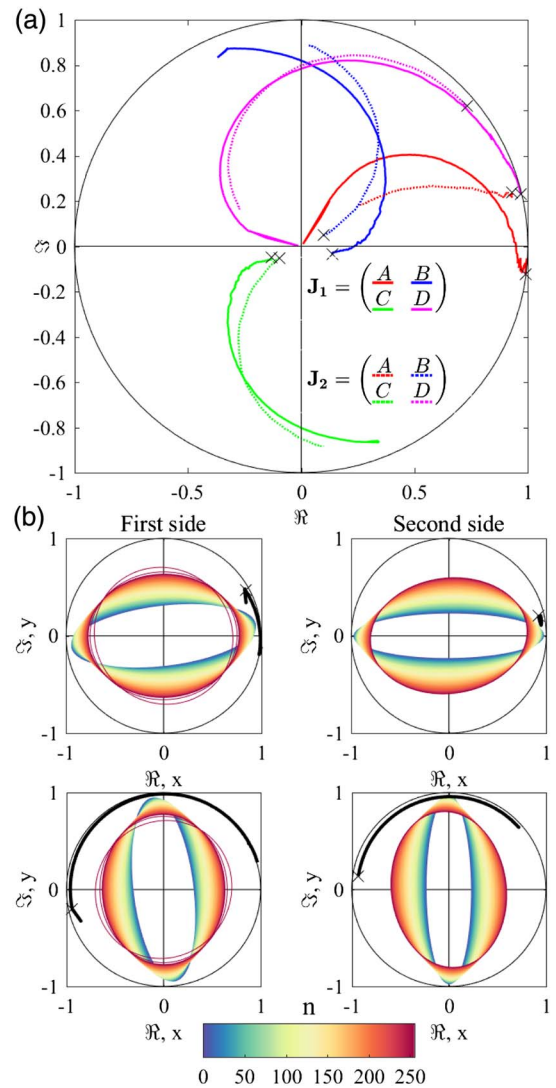 (a)
1
0.8
0.6
0.4
0.2
0
-0.2
-0.4
-0.6
-0.8
-1
ℑ
J₁ = ( A B
C D )
J₂ = ( A B
C D )
-1 -0.5 0 0.5 1
ℜ
(b)
First side Second side
1 1
ℑ, y 0 ℑ, y 0
-1 -1
-1 0 1 -1 0 1
ℜ, x ℜ, x
1 1
ℑ, y 0 ℑ, y 0
-1 -1
-1 0 1 -1 0 1
ℜ, x n ℜ, x
0 50 100 150 200 250